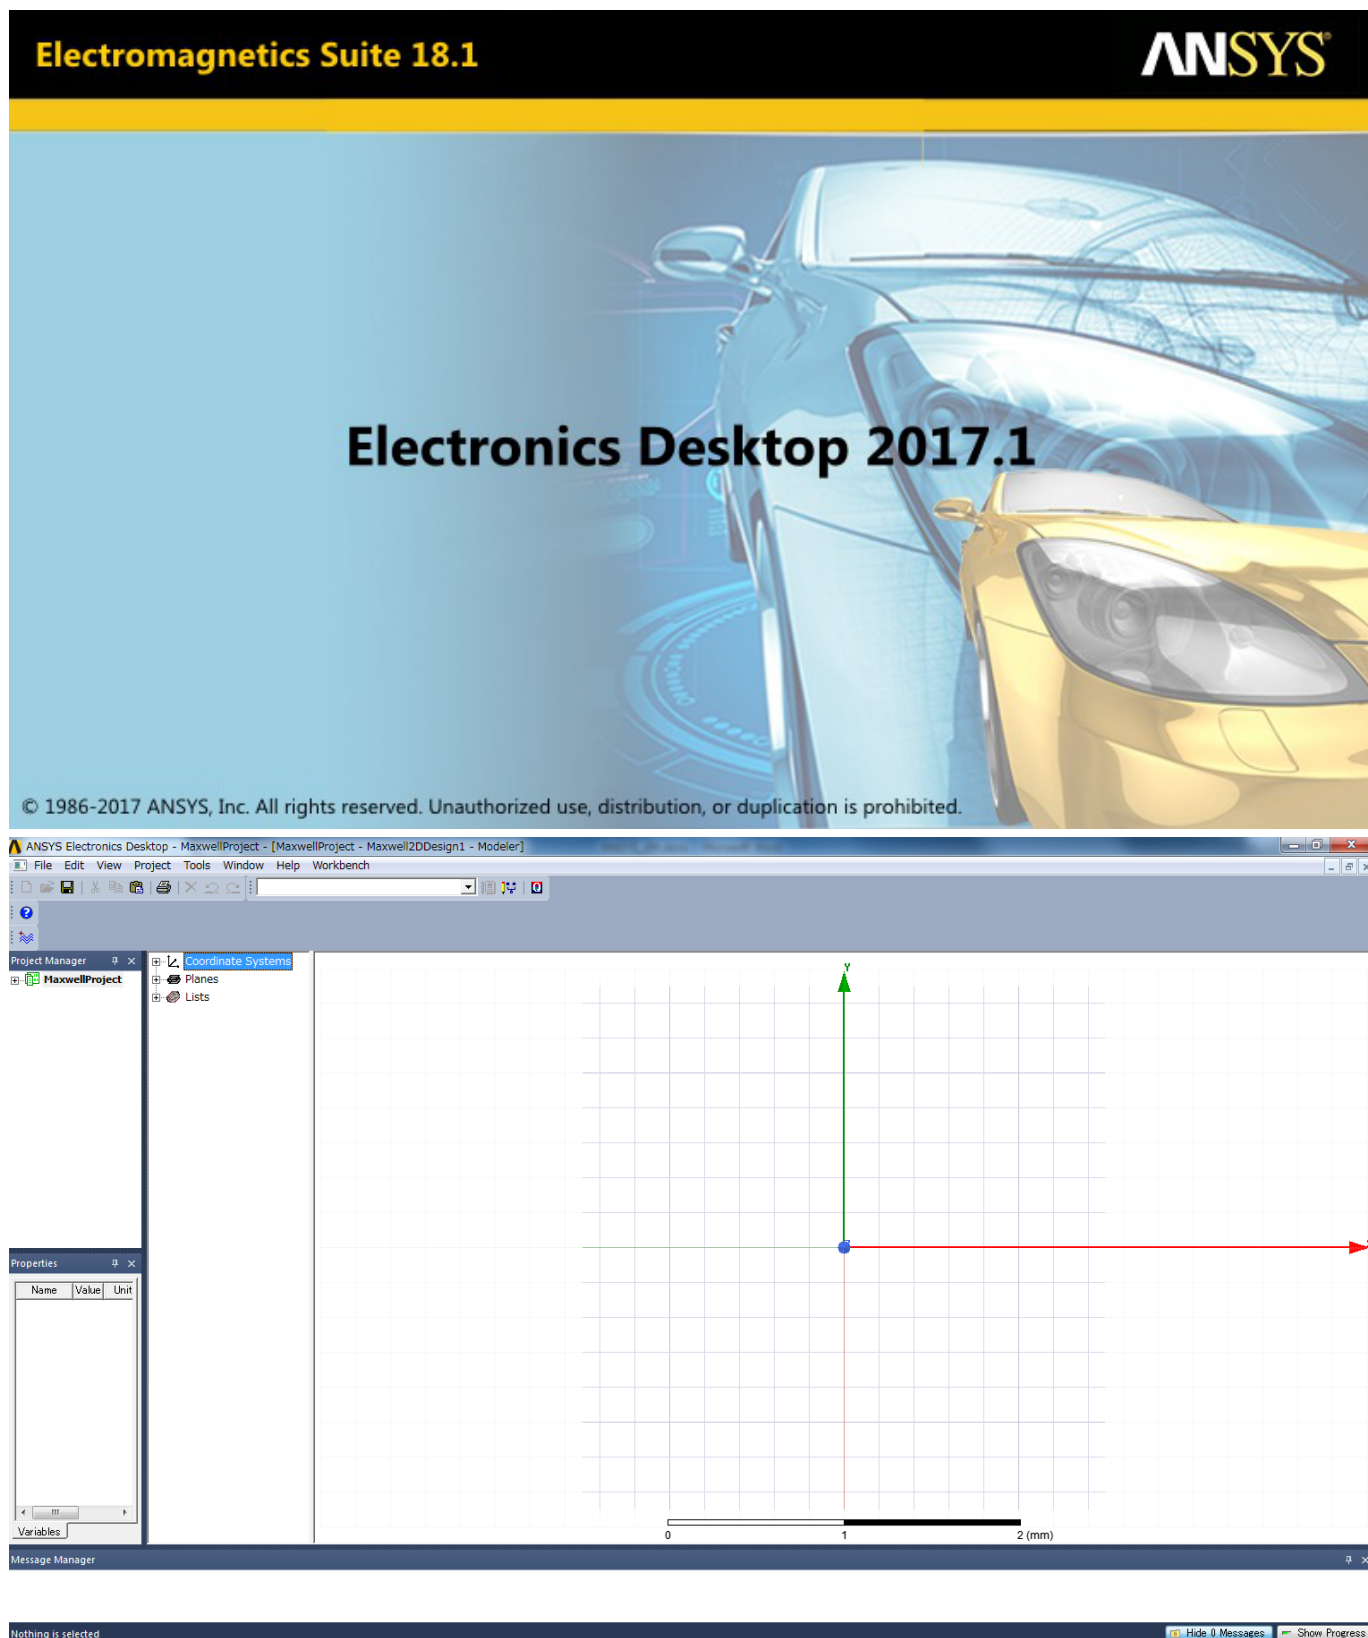 Electromagnetics Suite 18.1
ANSYS
Electronics Desktop 2017.1
© 1986-2017 ANSYS, Inc. All rights reserved. Unauthorized use, distribution, or duplication is prohibited.
ANSYS Electronics Desktop - MaxwellProject - [MaxwellProject - Maxwell2DDesign1 - Modeler]
File Edit View Project Tools Window Help Workbench
Project Manager
MaxwellProject
Coordinate Systems
Planes
Lists
Y
Properties
Name Value Unit
Variables
0 1 2 (mm)
Message Manager
Nothing is selected
Hide 0 Messages Show Progress